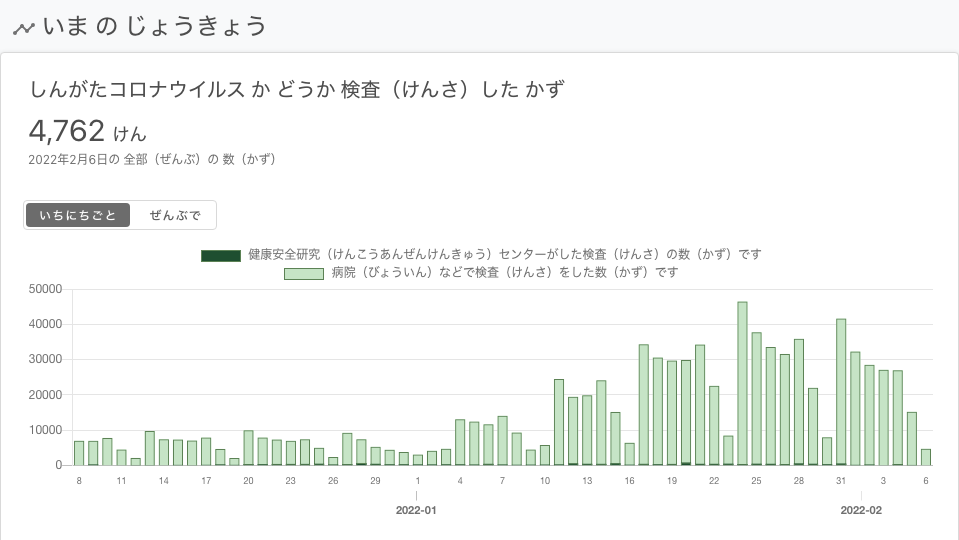 いま の じょうきょう
しんがたコロナウイルス か どうか 検査（けんさ）した かず
4,762 けん
2022年2月6日の 全部（ぜんぶ）の 数（かず）
いちにちごと ぜんぶで
健康安全研究（けんこうあんぜんけんきゅう）センターがした検査（けんさ）の数（かず）です
病院（びょういん）などで検査（けんさ）をした数（かず）です
50000
40000
30000
20000
10000
0
8 11 14 17 20 23 26 29 1 4 7 10 13 16 19 22 25 28 31 3 6
2022-01 2022-02